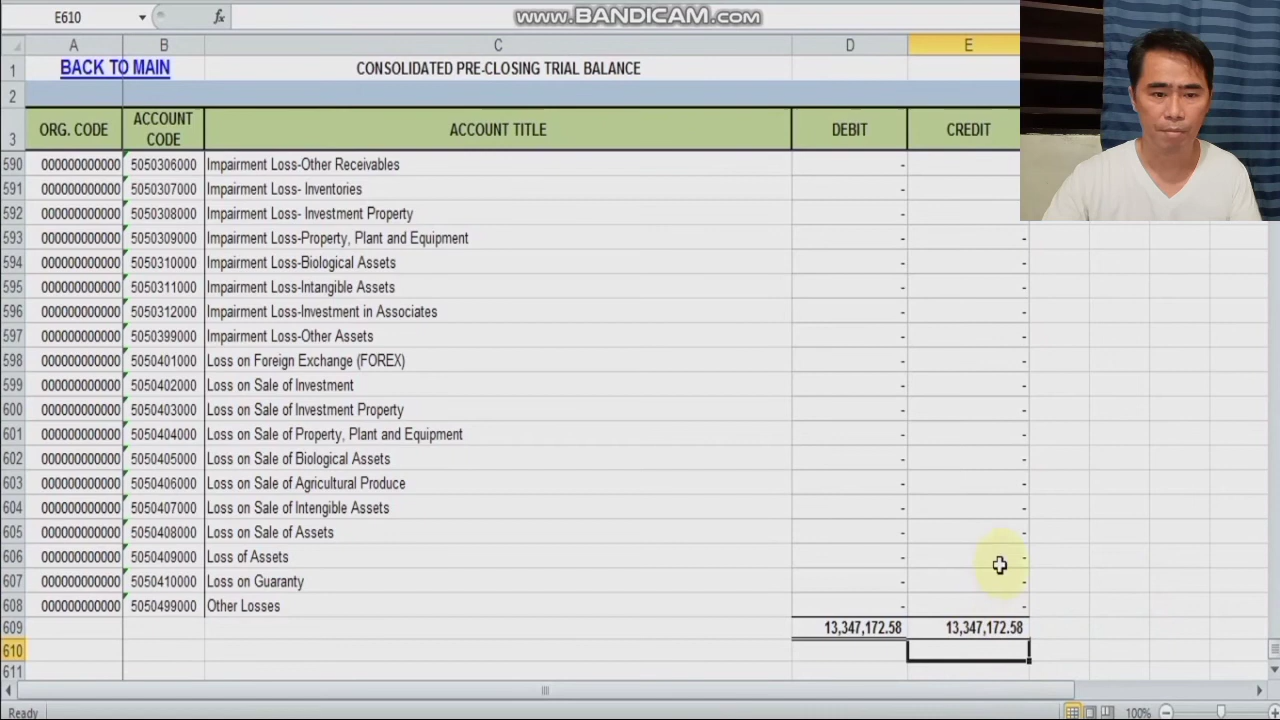 E610 fx
www.BANDICAM.com
A B C D E
1 BACK TO MAIN CONSOLIDATED PRE-CLOSING TRIAL BALANCE
2
3 ORG. CODE ACCOUNT CODE ACCOUNT TITLE DEBIT CREDIT
590 000000000000 5050306000 Impairment Loss-Other Receivables -
591 000000000000 5050307000 Impairment Loss- Inventories -
592 000000000000 5050308000 Impairment Loss- Investment Property -
593 000000000000 5050309000 Impairment Loss-Property, Plant and Equipment - -
594 000000000000 5050310000 Impairment Loss-Biological Assets - -
595 000000000000 5050311000 Impairment Loss-Intangible Assets - -
596 000000000000 5050312000 Impairment Loss-Investment in Associates - -
597 000000000000 5050399000 Impairment Loss-Other Assets - -
598 000000000000 5050401000 Loss on Foreign Exchange (FOREX) - -
599 000000000000 5050402000 Loss on Sale of Investment - -
600 000000000000 5050403000 Loss on Sale of Investment Property - -
601 000000000000 5050404000 Loss on Sale of Property, Plant and Equipment - -
602 000000000000 5050405000 Loss on Sale of Biological Assets - -
603 000000000000 5050406000 Loss on Sale of Agricultural Produce - -
604 000000000000 5050407000 Loss on Sale of Intengible Assets - -
605 000000000000 5050408000 Loss on Sale of Assets - -
606 000000000000 5050409000 Loss of Assets - -
607 000000000000 5050410000 Loss on Guaranty - -
608 000000000000 5050499000 Other Losses - -
609 13,347,172.58 13,347,172.58
610
611
Ready 100%